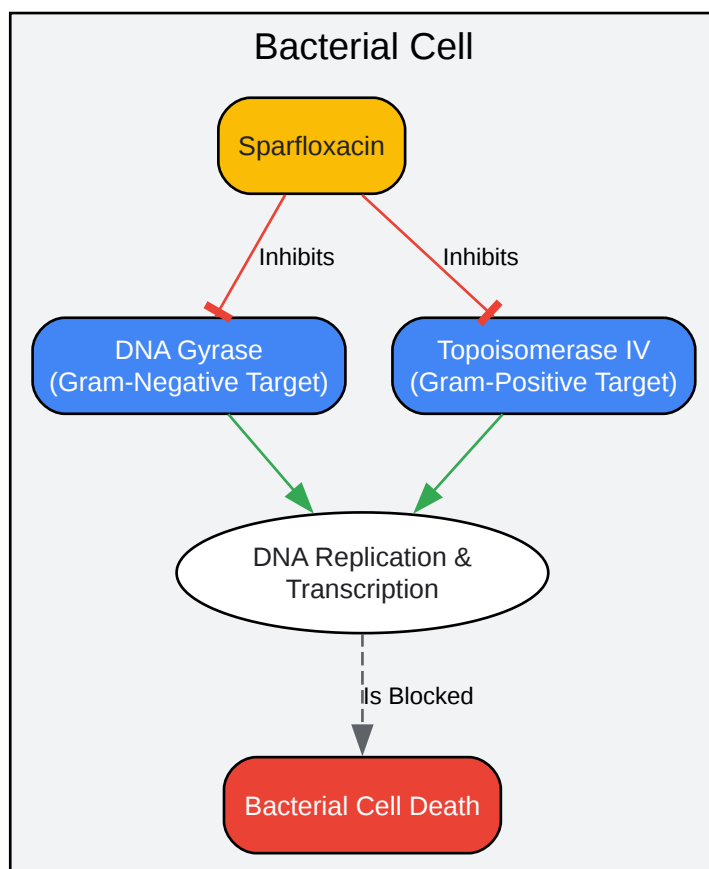 Bacterial Cell
Sparfloxacin
Inhibits
Inhibits
DNA Gyrase
(Gram-Negative Target)
Topoisomerase IV
(Gram-Positive Target)
DNA Replication &
Transcription
Is Blocked
Bacterial Cell Death